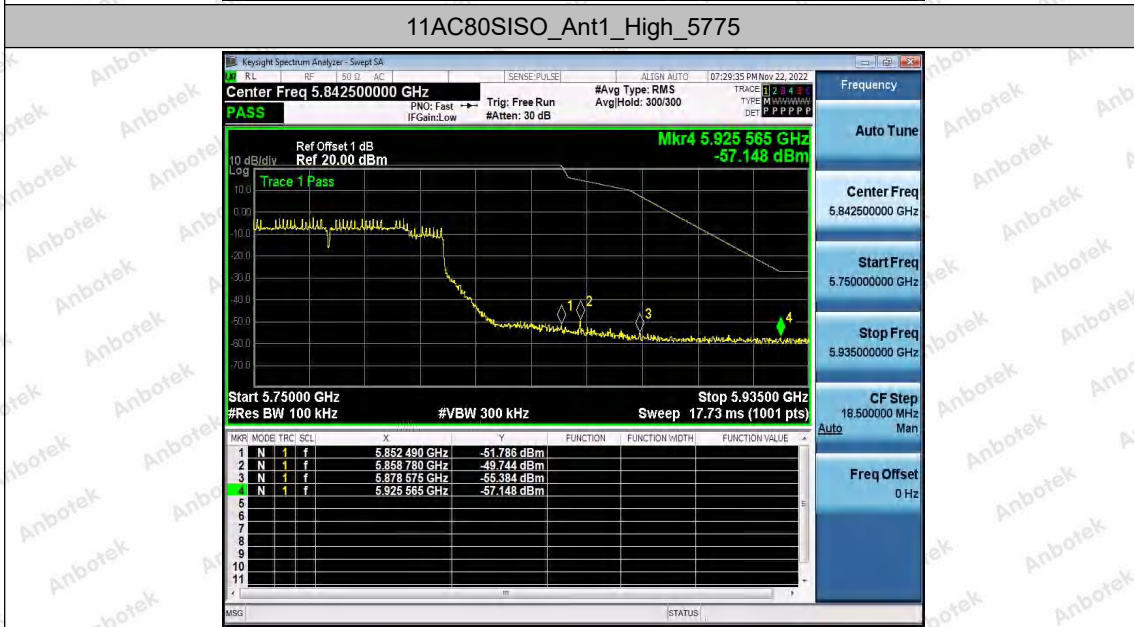 11AC80SISO_Ant1_High_5775
Keysight Spectrum Analyzer - Swept SA
RL RF 50 Ω AC SENSE:PULSE ALIGN AUTO 07:29:35 PM Nov 22, 2022
Center Freq 5.842500000 GHz
#Avg Type: RMS
TRACE 1 2 3 4 5 6
PASS
PNO: Fast
Trig: Free Run
Avg|Hold: 300/300
TYPE M W W W W W
IFGain:Low
#Atten: 30 dB
DET P P P P P P
Mkr4 5.925 565 GHz
-57.148 dBm
Ref Offset 1 dB
10 dB/div Ref 20.00 dBm
Log
Trace 1 Pass
10.0
0.00
-10.0
-20.0
-30.0
-40.0
-50.0
-60.0
-70.0
1 2 3 4
Start 5.75000 GHz
Stop 5.93500 GHz
#Res BW 100 kHz
#VBW 300 kHz
Sweep 17.73 ms (1001 pts)
MKR MODE TRC SCL X Y FUNCTION FUNCTION WIDTH FUNCTION VALUE
1 N 1 f 5.852 490 GHz -51.786 dBm
2 N 1 f 5.858 780 GHz -49.744 dBm
3 N 1 f 5.878 575 GHz -55.384 dBm
4 N 1 f 5.925 565 GHz -57.148 dBm
5
6
7
8
9
10
11
MSG
STATUS
Frequency
Auto Tune
Center Freq
5.842500000 GHz
Start Freq
5.750000000 GHz
Stop Freq
5.935000000 GHz
CF Step
18.500000 MHz
Auto Man
Freq Offset
0 Hz
Anbotek